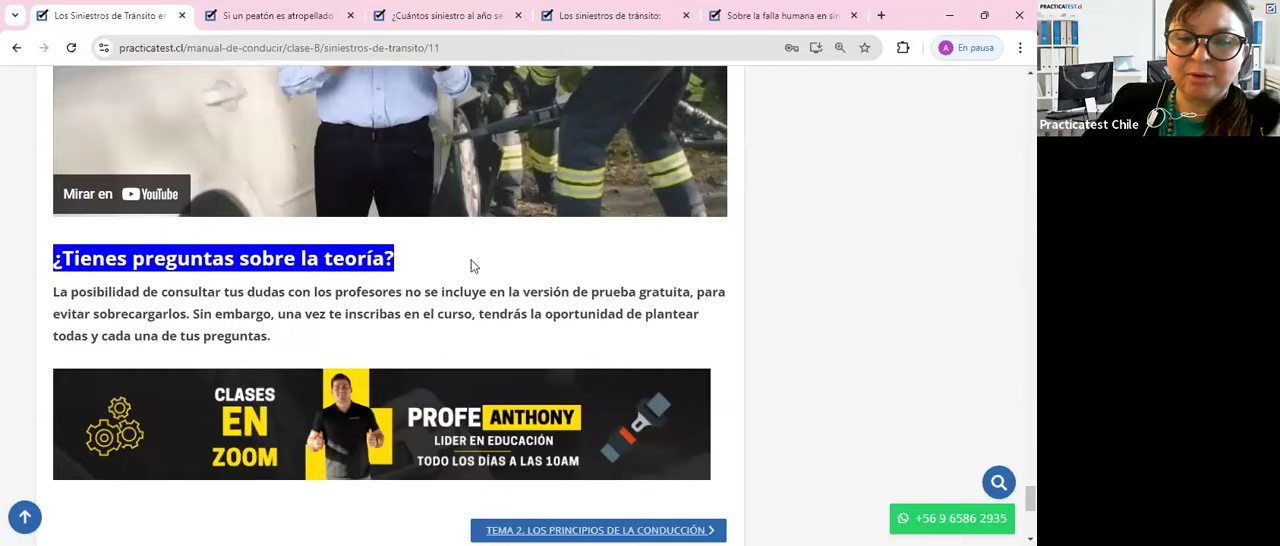 Los Siniestros de Tránsito en
Si un peatón es atropellado
¿Cuántos siniestro al año se
Los siniestros de tránsito:
Sobre la falla humana en sin
practicatest.cl/manual-de-conducir/clase-B/siniestros-de-transito/11
A En pausa
PRACTICATEST.cl
Practicatest Chile
Mirar en YouTube
¿Tienes preguntas sobre la teoría?
La posibilidad de consultar tus dudas con los profesores no se incluye en la versión de prueba gratuita, para
evitar sobrecargarlos. Sin embargo, una vez te inscribas en el curso, tendrás la oportunidad de plantear
todas y cada una de tus preguntas.
CLASES
EN
ZOOM
PROFE ANTHONY
LIDER EN EDUCACIÓN
TODO LOS DÍAS A LAS 10AM
+56 9 6586 2935
TEMA 2. LOS PRINCIPIOS DE LA CONDUCCIÓN